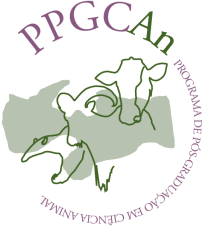 PPGCAn
PROGRAMA DE PÓS-GRADUAÇÃO EM CIÊNCIA ANIMAL